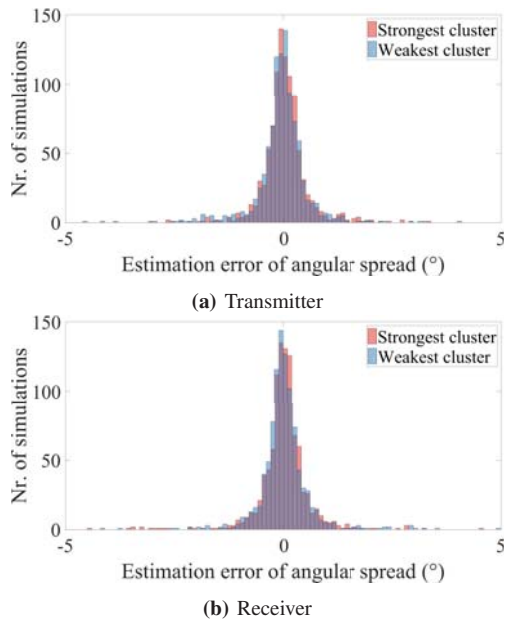 150
Strongest cluster
Weakest cluster
100
50
0
Nr. of simulations
-5
0
5
Estimation error of angular spread (°)
(a) Transmitter
150
Strongest cluster
Weakest cluster
100
50
0
Nr. of simulations
-5
0
5
Estimation error of angular spread (°)
(b) Receiver